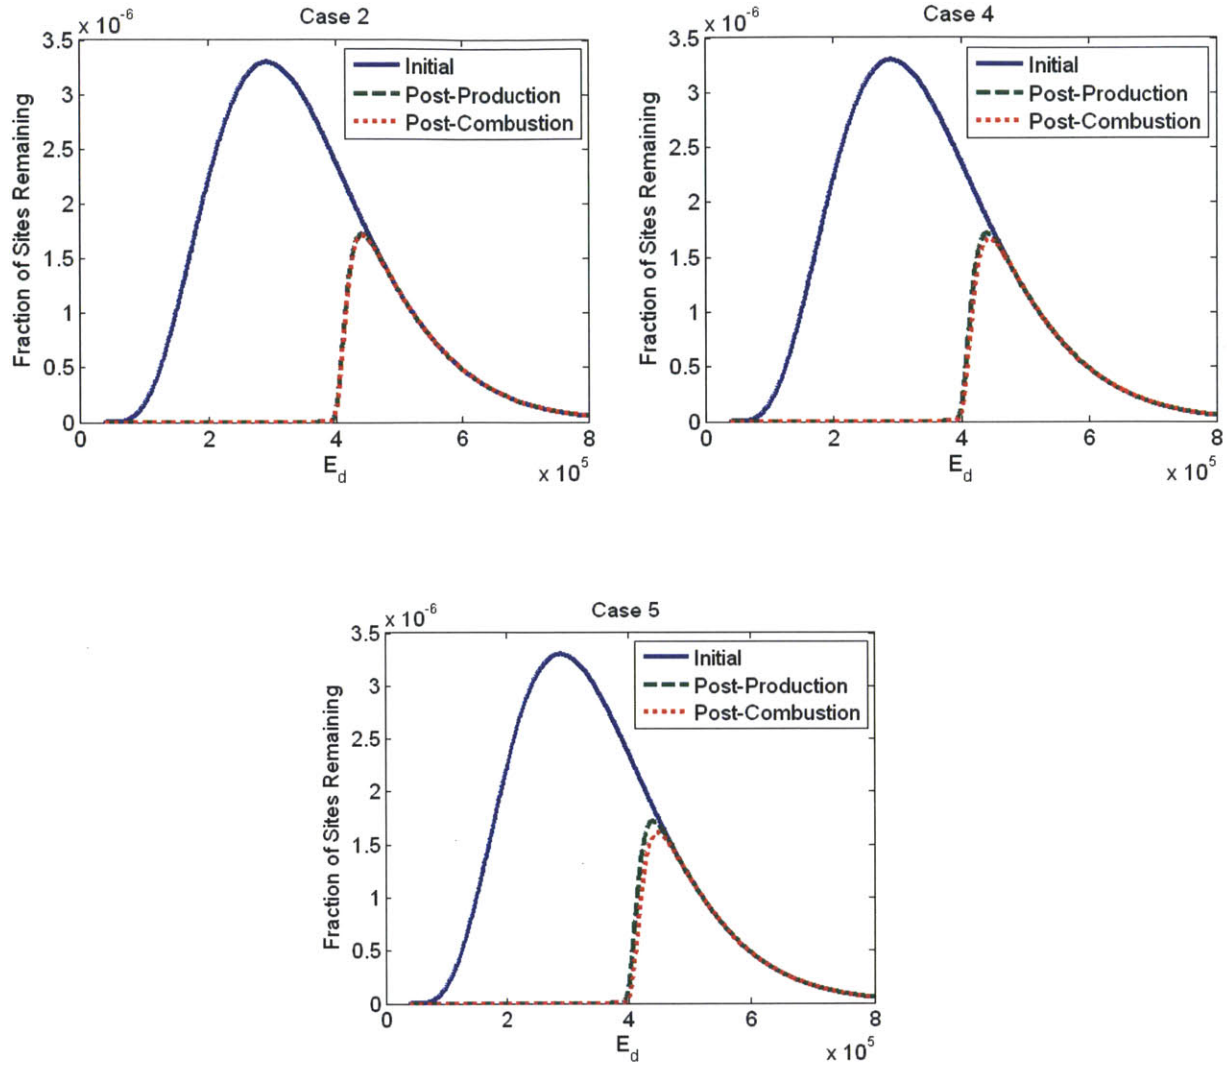 Case 2
x 10^-6
3.5
3
2.5
2
1.5
1
0.5
0
Fraction of Sites Remaining
Initial
Post-Production
Post-Combustion
0 2 4 6 8
E_d
x 10^5
Case 4
x 10^-6
3.5
3
2.5
2
1.5
1
0.5
0
Fraction of Sites Remaining
Initial
Post-Production
Post-Combustion
0 2 4 6 8
E_d
x 10^5
Case 5
x 10^-6
3.5
3
2.5
2
1.5
1
0.5
0
Fraction of Sites Remaining
Initial
Post-Production
Post-Combustion
0 2 4 6 8
E_d
x 10^5